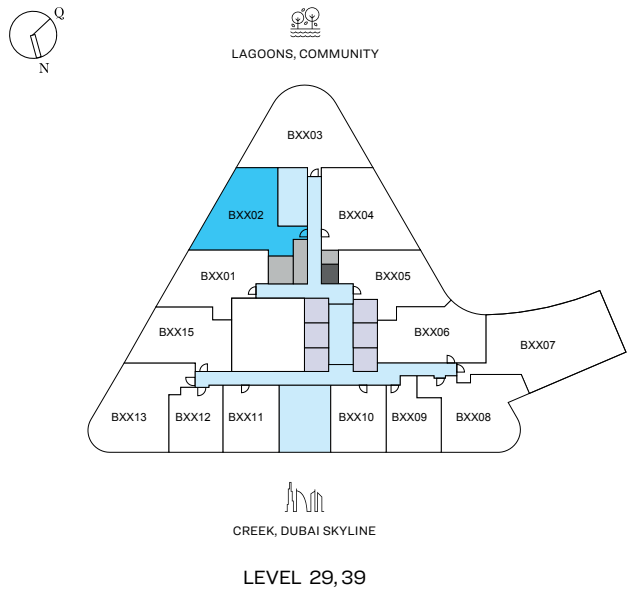 Q
N
LAGOONS, COMMUNITY
BXX03
BXX02
BXX04
BXX01
BXX05
BXX15
BXX06
BXX07
BXX13
BXX12
BXX11
BXX10
BXX09
BXX08
CREEK, DUBAI SKYLINE
LEVEL 29,39